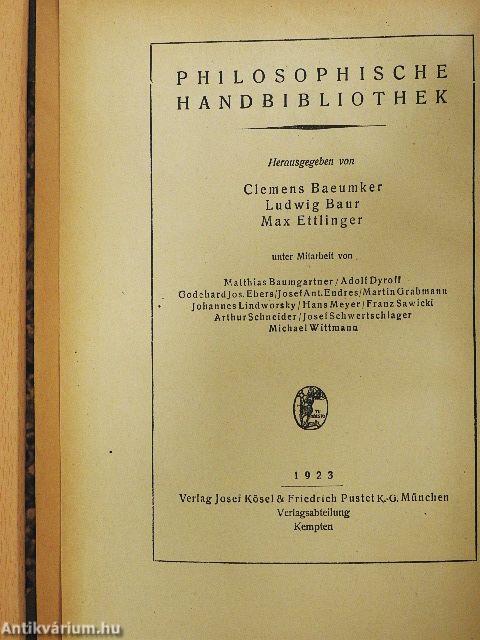 PHILOSOPHISCHE
HANDBIBLIOTHEK
Herausgegeben von
Clemens Baeumker
Ludwig Baur
Max Ettlinger
unter Mitarbeit von
Matthias Baumgartner / Adolf Dyroff
Godehard Jos. Ebers / Josef Ant. Endres / Martin Grabmann
Johannes Lindworsky / Hans Meyer / Franz Sawicki
Arthur Schneider / Josef Schwertschlager
Michael Wittmann
1923
Verlag Josef Kösel & Friedrich Pustet K.-G. München
Verlagsabteilung
Kempten
Antikvárium.hu